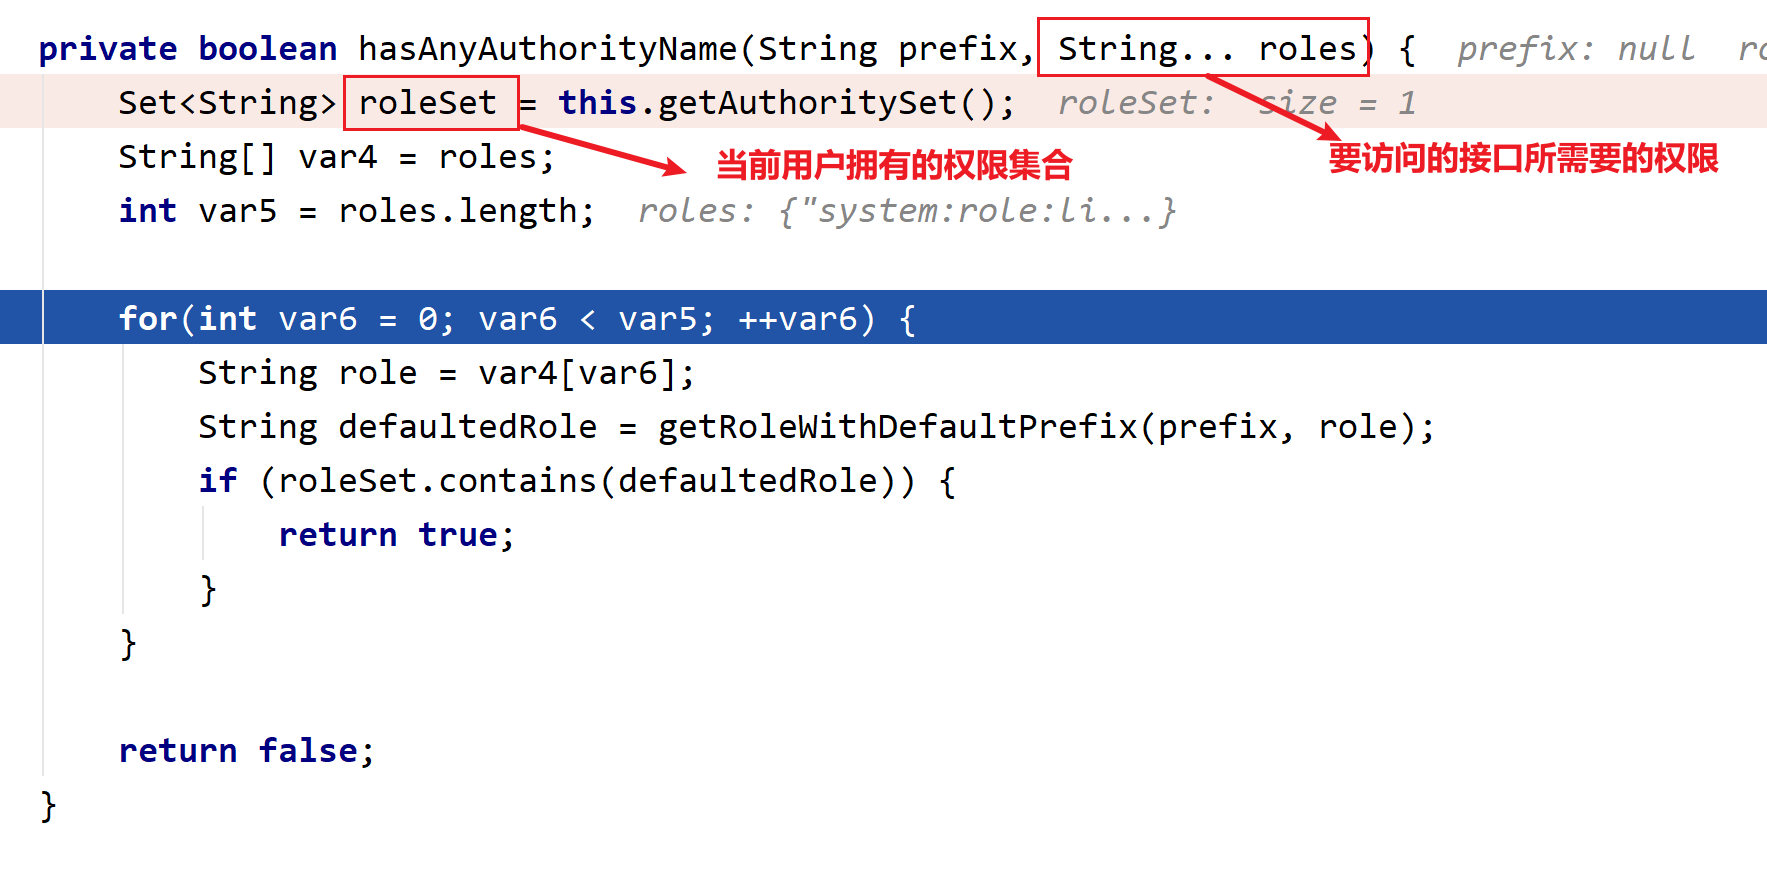 private boolean hasAnyAuthorityName(String prefix, String... roles) { prefix: null ro
Set<String> roleSet = this.getAuthoritySet(); roleSet: size = 1
String[] var4 = roles;
当前用户拥有的权限集合
要访问的接口所需要的权限
int var5 = roles.length; roles: {"system:role:li...}
for(int var6 = 0; var6 < var5; ++var6) {
String role = var4[var6];
String defaultedRole = getRoleWithDefaultPrefix(prefix, role);
if (roleSet.contains(defaultedRole)) {
return true;
}
}
return false;
}